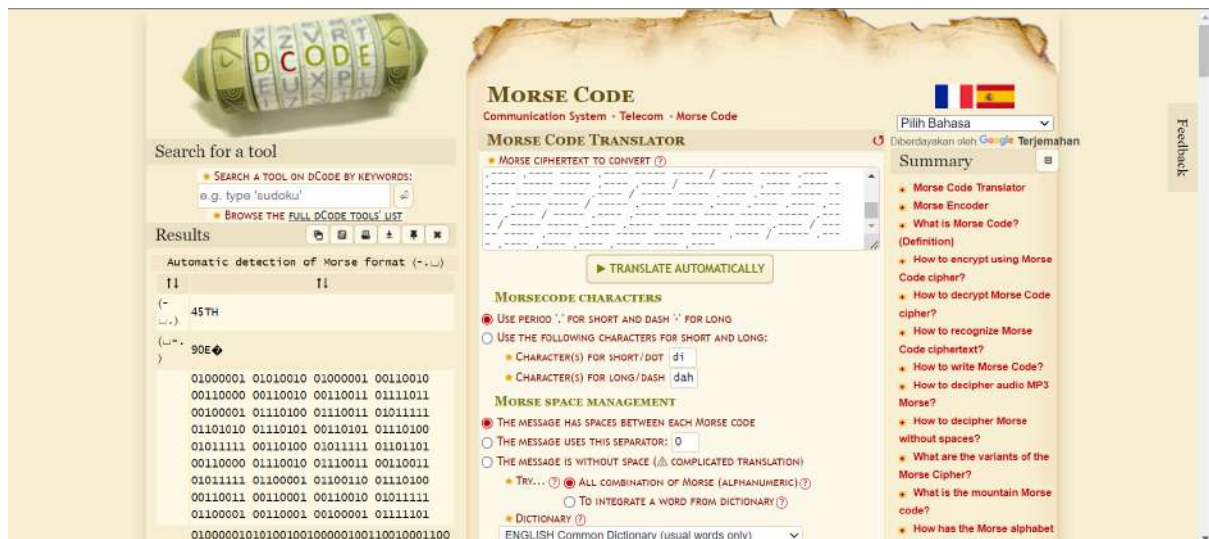 DCODE
Search for a tool
★ SEARCH A TOOL ON DCODE BY KEYWORDS:
e.g. type 'sudoku'
★ BROWSE THE FULL DCODE TOOLS' LIST
Results
Automatic detection of Morse format (-.␣)
↑↓ ↑↓
(-␣.) 45TH
(␣-.) 90E�
01000001 01010010 01000001 00110010
00110000 00110010 00110011 01111011
00100001 01110100 01110011 01011111
01101010 01110101 00110101 01110100
01011111 00110100 01011111 01101101
00110000 01110010 01110011 00110011
01011111 01100001 01100110 01110100
00110011 00110001 00110010 01011111
01100001 00110001 00100001 01111101
MORSE CODE
Communication System · Telecom · Morse Code
MORSE CODE TRANSLATOR
★ MORSE CIPHERTEXT TO CONVERT (?)
▶ TRANSLATE AUTOMATICALLY
MORSECODE CHARACTERS
USE PERIOD '.' FOR SHORT AND DASH '-' FOR LONG
USE THE FOLLOWING CHARACTERS FOR SHORT AND LONG:
★ CHARACTER(S) FOR SHORT/DOT di
★ CHARACTER(S) FOR LONG/DASH dah
MORSE SPACE MANAGEMENT
THE MESSAGE HAS SPACES BETWEEN EACH MORSE CODE
THE MESSAGE USES THIS SEPARATOR: 0
THE MESSAGE IS WITHOUT SPACE (⚠ COMPLICATED TRANSLATION)
★ TRY... (?) ALL COMBINATION OF MORSE (ALPHANUMERIC) (?)
TO INTEGRATE A WORD FROM DICTIONARY (?)
★ DICTIONARY (?)
ENGLISH Common Dictionary (usual words only)
Pilih Bahasa
Diberdayakan oleh Google Terjemahan
Summary
Morse Code Translator
Morse Encoder
What is Morse Code?
(Definition)
How to encrypt using Morse
Code cipher?
How to decrypt Morse Code
cipher?
How to recognize Morse
Code ciphertext?
How to write Morse Code?
How to decipher audio MP3
Morse?
How to decipher Morse
without spaces?
What are the variants of the
Morse Cipher?
What is the mountain Morse
code?
How has the Morse alphabet
Feedback